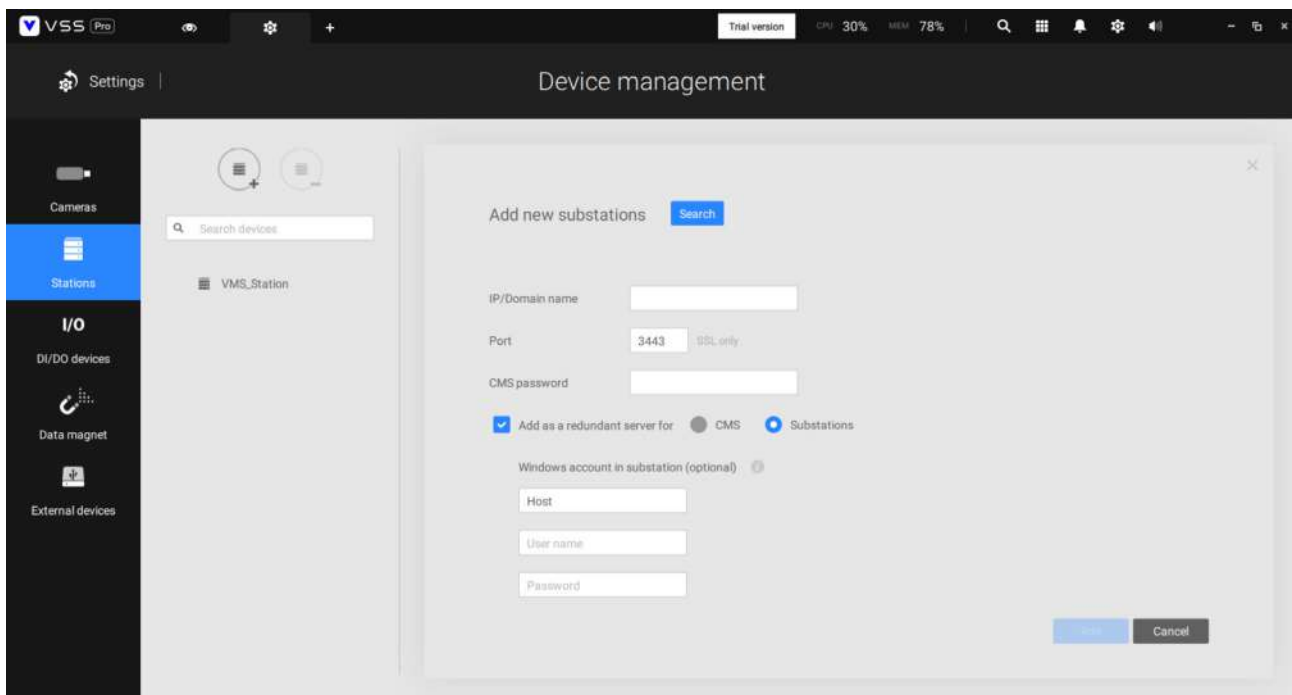 VSS Pro
Trial version
CPU 30%
MEM 78%
Settings
Device management
Cameras
Stations
I/O
DI/DO devices
Data magnet
External devices
Search devices
VMS_Station
Add new substations
Search
IP/Domain name
Port
3443
SSL only
CMS password
Add as a redundant server for
CMS
Substations
Windows account in substation (optional)
Host
User name
Password
Cancel